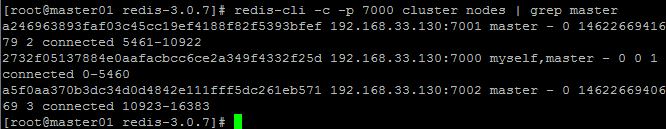 [root@master01 redis-3.0.7]# redis-cli -c -p 7000 cluster nodes | grep master
a246963893faf03c45cc19ef4188f82f5393bfef 192.168.33.130:7001 master - 0 14622669416
79 2 connected 5461-10922
2732f05137884e0aafacbcc6ce2a349f4332f25d 192.168.33.130:7000 myself,master - 0 0 1
connected 0-5460
a5f0aa370b3dc34d0d4842e111fff5dc261eb571 192.168.33.130:7002 master - 0 14622669406
69 3 connected 10923-16383
[root@master01 redis-3.0.7]#